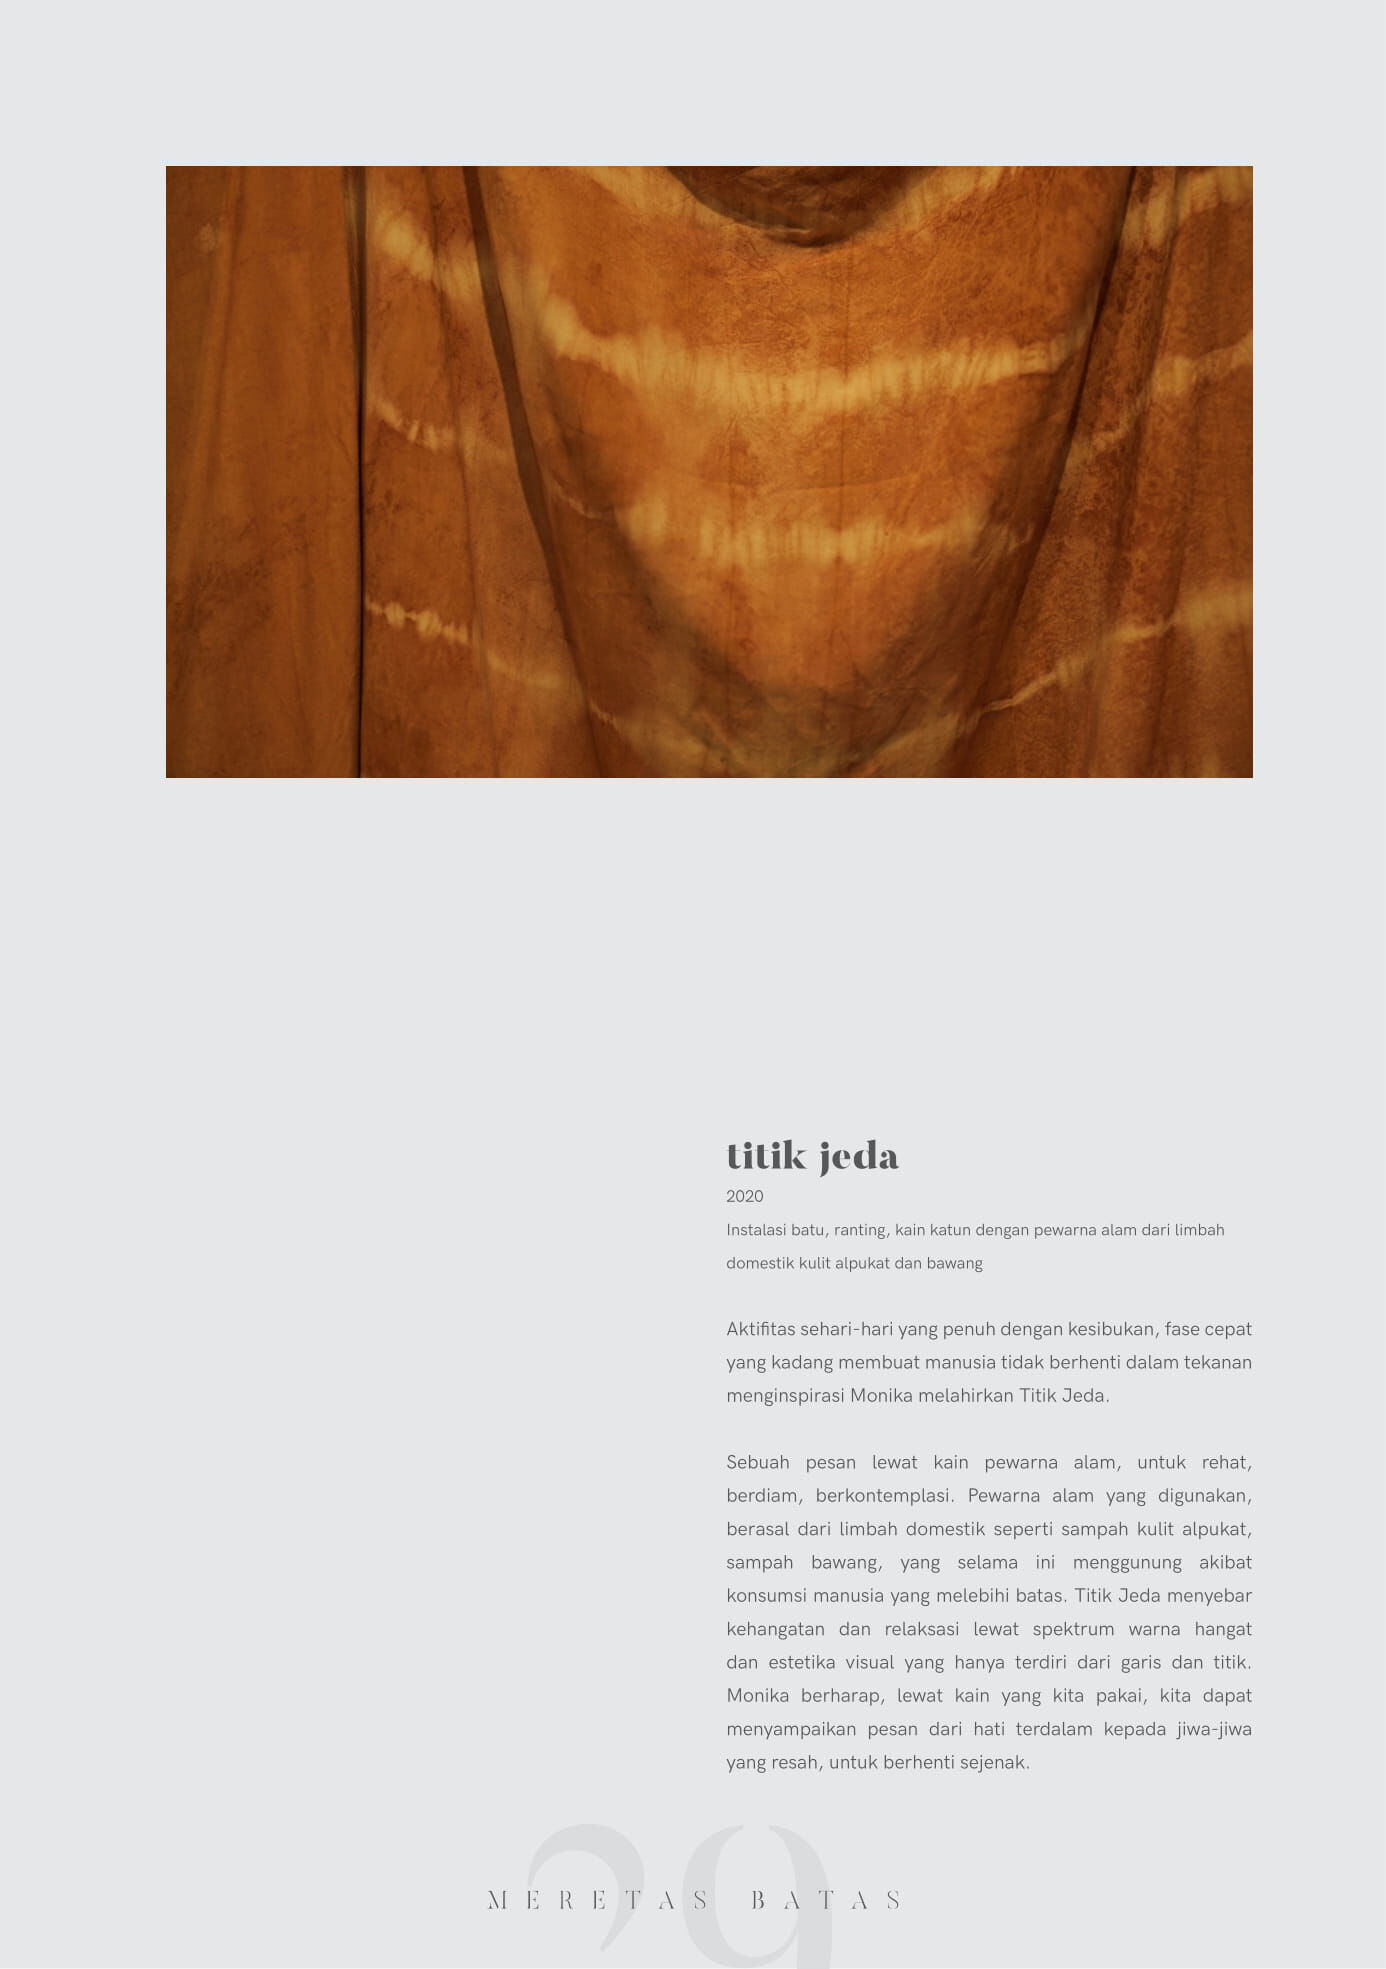 titik jeda
2020
Instalasi batu, ranting, kain katun dengan pewarna alam dari limbah
domestik kulit alpukat dan bawang
Aktifitas sehari-hari yang penuh dengan kesibukan, fase cepat
yang kadang membuat manusia tidak berhenti dalam tekanan
menginspirasi Monika melahirkan Titik Jeda.
Sebuah pesan lewat kain pewarna alam, untuk rehat,
berdiam, berkontemplasi. Pewarna alam yang digunakan,
berasal dari limbah domestik seperti sampah kulit alpukat,
sampah bawang, yang selama ini menggunung akibat
konsumsi manusia yang melebihi batas. Titik Jeda menyebar
kehangatan dan relaksasi lewat spektrum warna hangat
dan estetika visual yang hanya terdiri dari garis dan titik.
Monika berharap, lewat kain yang kita pakai, kita dapat
menyampaikan pesan dari hati terdalam kepada jiwa-jiwa
yang resah, untuk berhenti sejenak.
29
MERETAS BATAS